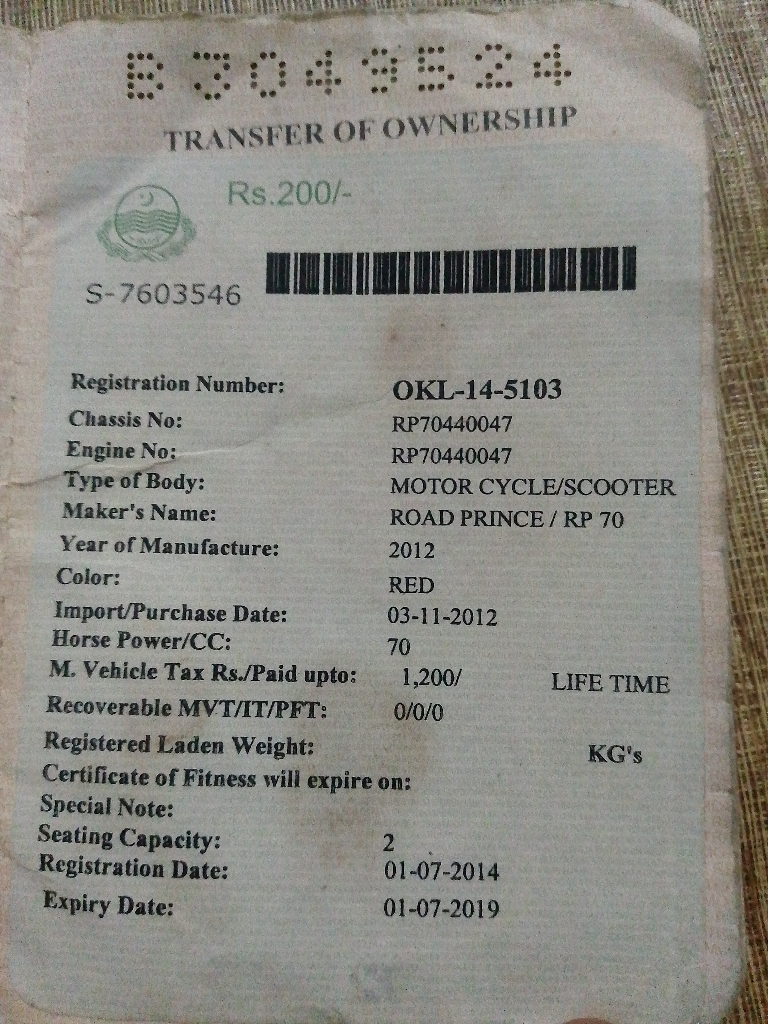 B3049524
TRANSFER OF OWNERSHIP
Rs.200/-
S-7603546
Registration Number: OKL-14-5103
Chassis No: RP70440047
Engine No: RP70440047
Type of Body: MOTOR CYCLE/SCOOTER
Maker's Name: ROAD PRINCE / RP 70
Year of Manufacture: 2012
Color: RED
Import/Purchase Date: 03-11-2012
Horse Power/CC: 70
M. Vehicle Tax Rs./Paid upto: 1,200/ LIFE TIME
Recoverable MVT/IT/PFT: 0/0/0
Registered Laden Weight: KG's
Certificate of Fitness will expire on:
Special Note:
Seating Capacity: 2
Registration Date: 01-07-2014
Expiry Date: 01-07-2019